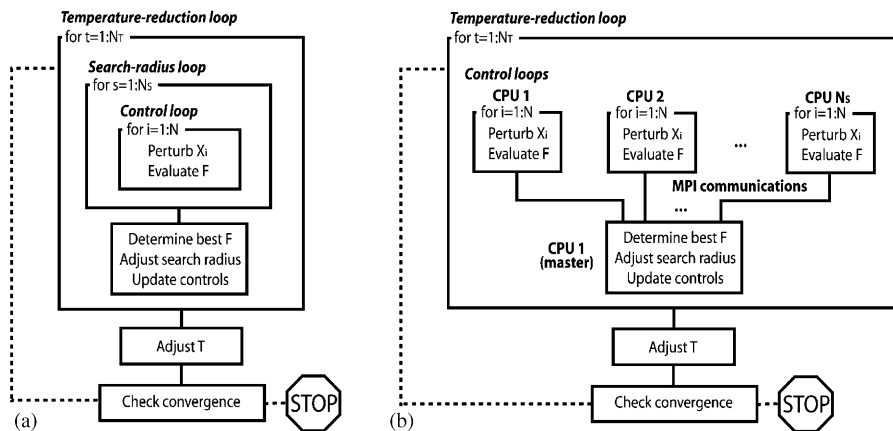 Temperature-reduction loop
for t=1:NT
Search-radius loop
for s=1:NS
Control loop
for i=1:N
Perturb Xi
Evaluate F
Determine best F
Adjust search radius
Update controls
Adjust T
Check convergence
STOP
(a)
Temperature-reduction loop
for t=1:NT
Control loops
CPU 1
for i=1:N
Perturb Xi
Evaluate F
CPU 2
for i=1:N
Perturb Xi
Evaluate F
...
CPU NS
for i=1:N
Perturb Xi
Evaluate F
MPI communications
...
CPU 1
(master)
Determine best F
Adjust search radius
Update controls
Adjust T
Check convergence
STOP
(b)